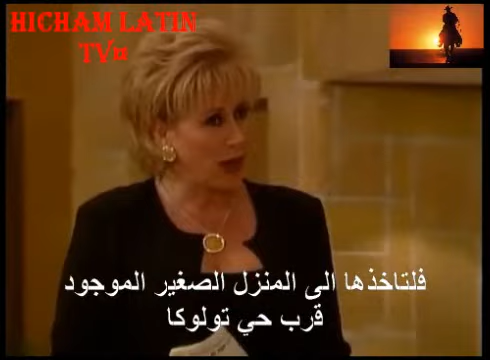 HICHAM LATIN
TV¤
فلتاخذها الى المنزل الصغير الموجود
قرب حي تولوكا